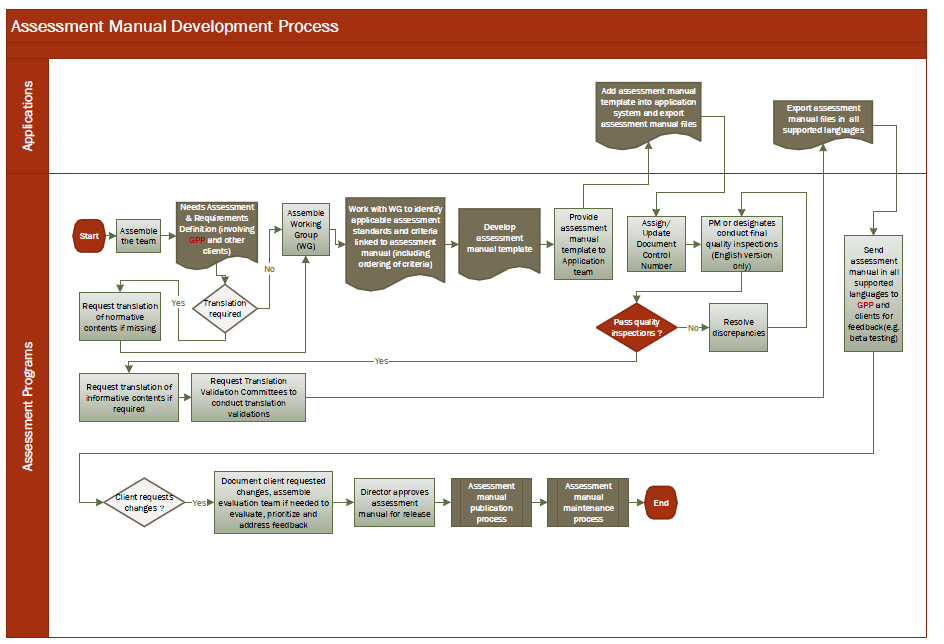 Assessment Manual Development Process
Applications
Add assessment manual
template into application
system and export
assessment manual files
Export assessment
manual files in all
supported languages
Assessment Programs
Start
Assemble
the team
Needs Assessment
& Requirements
Definition (involving
GPP and other
clients)
Translation
required
Yes
No
Request translation
of normative
contents if missing
Assemble
Working
Group
(WG)
Work with WG to identify
applicable assessment
standards and criteria
linked to assessment
manual (including
ordering of criteria)
Develop
assessment
manual template
Provide
assessment
manual
template to
Application
team
Assign/
Update
Document
Control
Number
PM or designates
conduct final
quality inspections
(English version
only)
Pass quality
inspections ?
No
Resolve
discrepancies
Yes
Send
assessment
manual in all
supported
languages to
GPP and
clients for
feedback(e.g.
beta testing)
Request translation of
informative contents if
required
Request Translation
Validation Committees to
conduct translation
validations
Client requests
changes ?
Yes
Document client requested
changes, assemble
evaluation team if needed to
evaluate, prioritize and
address feedback
Director approves
assessment
manual for release
Assessment
manual
publication
process
Assessment
manual
maintenance
process
End